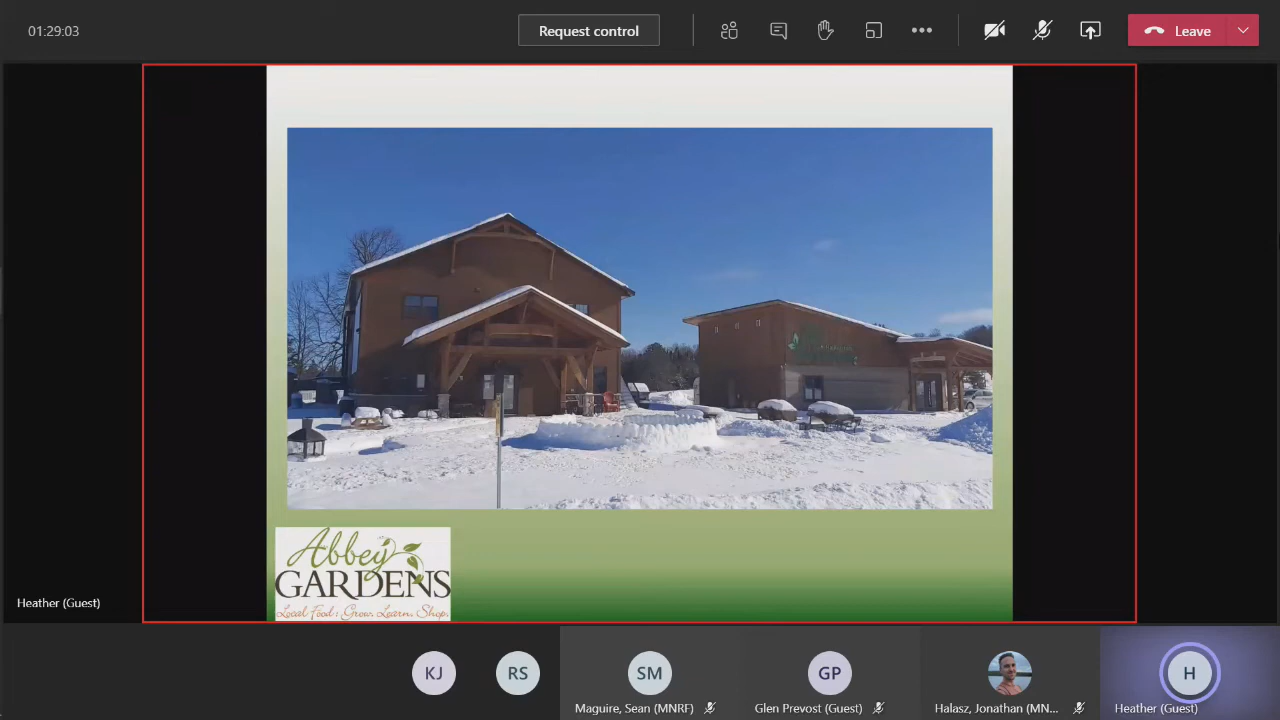 01:29:03
Request control
Leave
Abbey
GARDENS
Local Food: Grow. Learn. Shop.
Heather (Guest)
KJ
RS
SM
GP
H
Maguire, Sean (MNRF)
Glen Prevost (Guest)
Halasz, Jonathan (MN...
Heather (Guest)